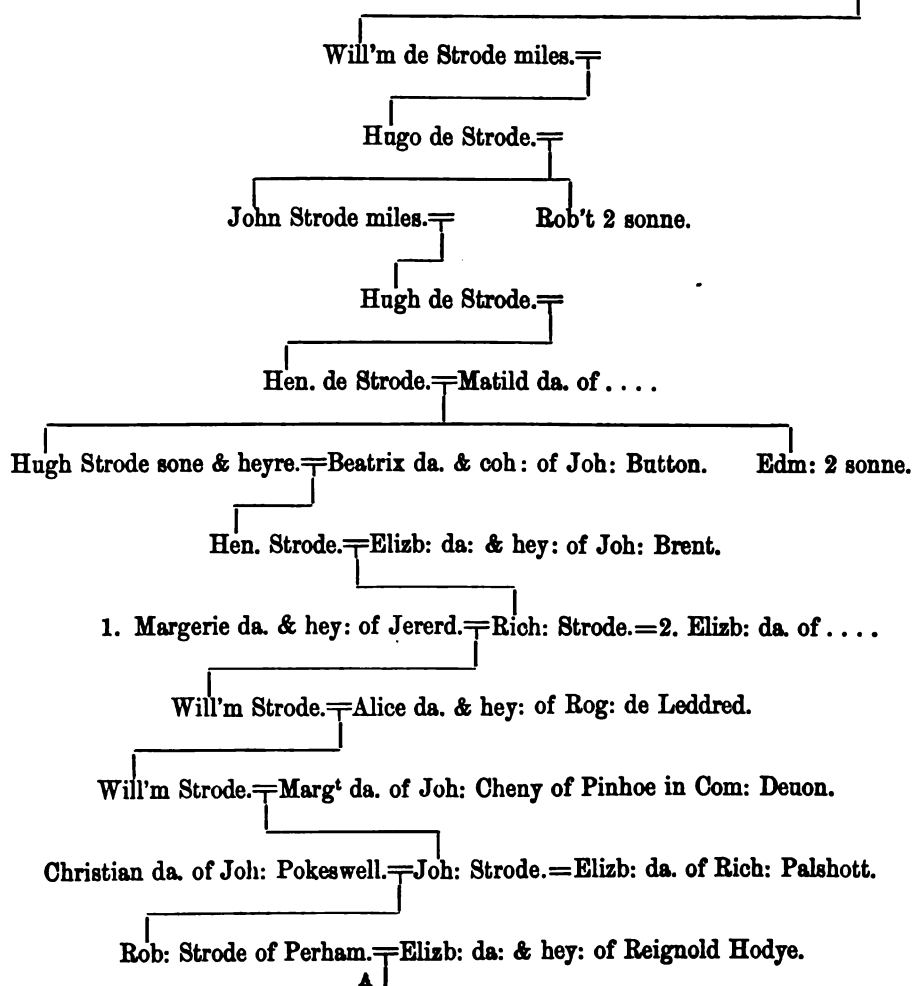 Will'm de Strode miles.=
Hugo de Strode.=
John Strode miles.= Rob't 2 sonne.
Hugh de Strode.=
Hen. de Strode.=Matild da. of . . . .
Hugh Strode sone & heyre.=Beatrix da. & coh: of Joh: Button. Edm: 2 sonne.
Hen. Strode.=Elizb: da: & hey: of Joh: Brent.
1. Margerie da. & hey: of Jererd.=Rich: Strode.=2. Elizb: da. of . . . .
Will'm Strode.=Alice da. & hey: of Rog: de Leddred.
Will'm Strode.=Margᵗ da. of Joh: Cheny of Pinhoe in Com: Deuon.
Christian da. of Joh: Pokeswell.=Joh: Strode.=Elizb: da. of Rich: Palshott.
Rob: Strode of Perham.=Elizb: da: & hey: of Reignold Hodye.
A